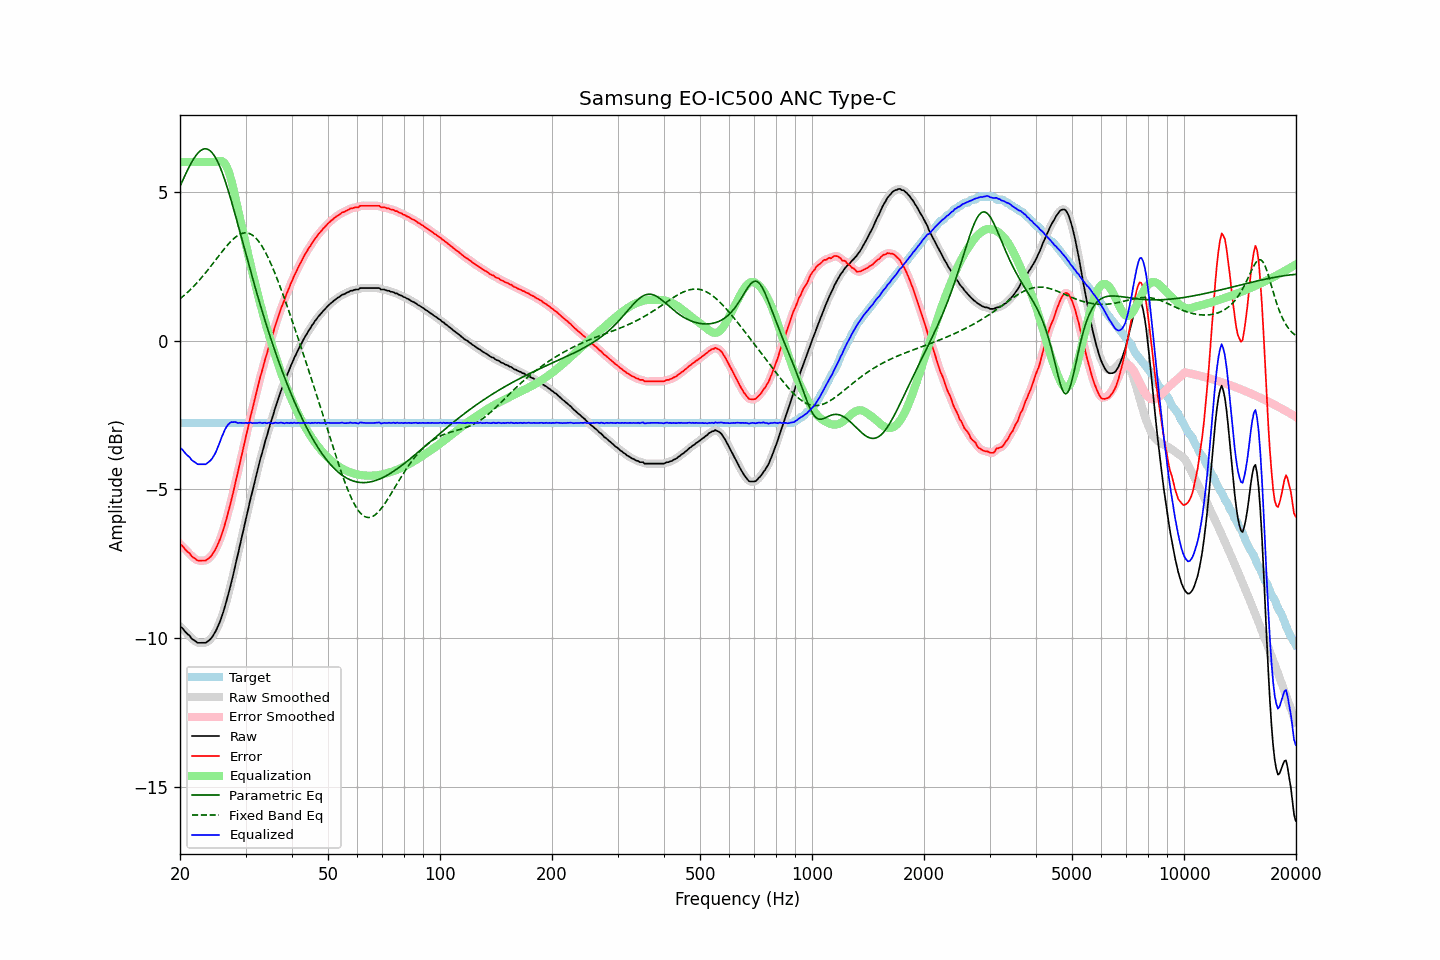 Samsung EO-IC500 ANC Type-C
Amplitude (dBr)
5
0
−5
−10
−15
Target
Raw Smoothed
Error Smoothed
Raw
Error
Equalization
Parametric Eq
Fixed Band Eq
Equalized
20 50 100 200 500 1000 2000 5000 10000 20000
Frequency (Hz)